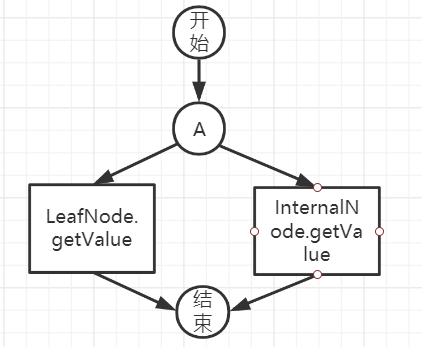 开
始
A
LeafNode.
getValue
InternalN
ode.getVa
lue
结
束